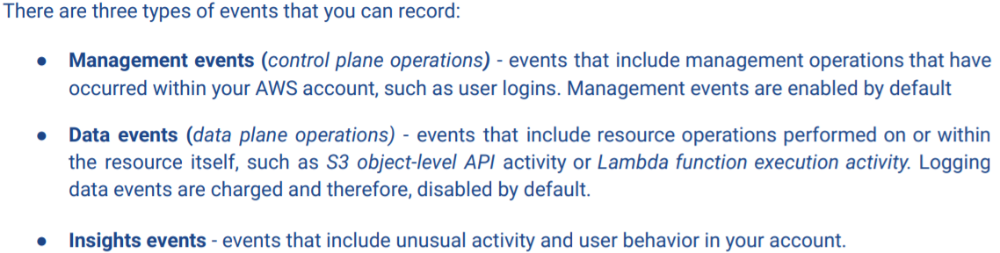 There are three types of events that you can record:
● Management events (control plane operations) - events that include management operations that have
occurred within your AWS account, such as user logins. Management events are enabled by default
● Data events (data plane operations) - events that include resource operations performed on or within
the resource itself, such as S3 object-level API activity or Lambda function execution activity. Logging
data events are charged and therefore, disabled by default.
● Insights events - events that include unusual activity and user behavior in your account.